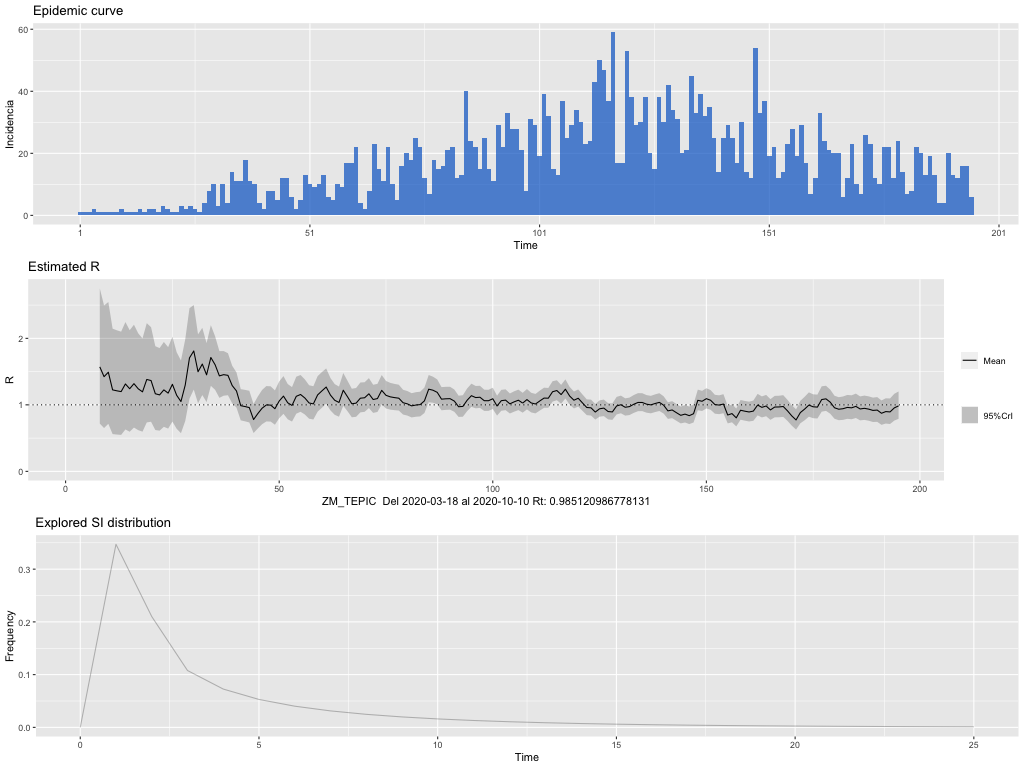 Epidemic curve
60
40
20
0
Incidencia
1 51 101 151 201
Time
Estimated R
2
1
0
R
Mean
95%CrI
0 50 100 150 200
ZM_TEPIC Del 2020-03-18 al 2020-10-10 Rt: 0.985120986778131
Explored SI distribution
0.3
0.2
0.1
0.0
Frequency
0 5 10 15 20 25
Time